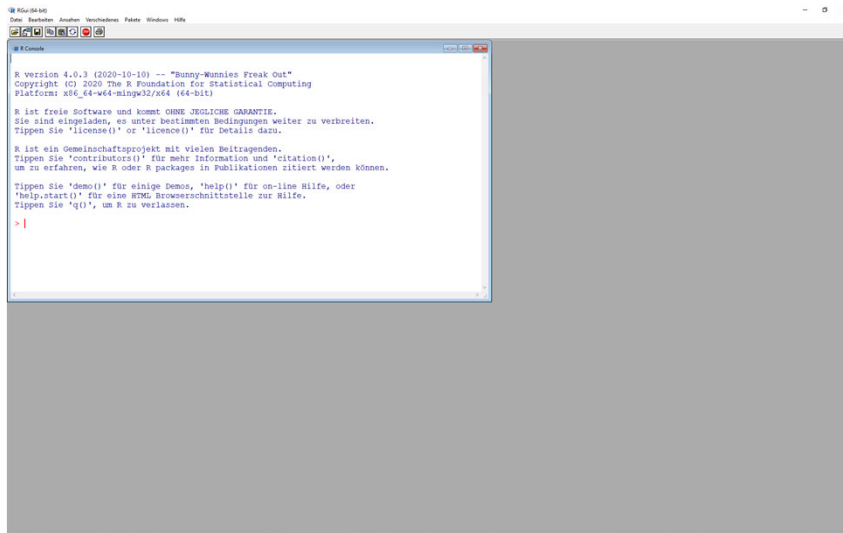 RGui (64-bit)
Datei Bearbeiten Ansehen Verschiedenes Pakete Windows Hilfe
R Console
R version 4.0.3 (2020-10-10) -- "Bunny-Wunnies Freak Out"
Copyright (C) 2020 The R Foundation for Statistical Computing
Platform: x86_64-w64-mingw32/x64 (64-bit)
R ist freie Software und kommt OHNE JEGLICHE GARANTIE.
Sie sind eingeladen, es unter bestimmten Bedingungen weiter zu verbreiten.
Tippen Sie 'license()' or 'licence()' für Details dazu.
R ist ein Gemeinschaftsprojekt mit vielen Beitragenden.
Tippen Sie 'contributors()' für mehr Information und 'citation()',
um zu erfahren, wie R oder R packages in Publikationen zitiert werden können.
Tippen Sie 'demo()' für einige Demos, 'help()' für on-line Hilfe, oder
'help.start()' für eine HTML Browserschnittstelle zur Hilfe.
Tippen Sie 'q()', um R zu verlassen.
>